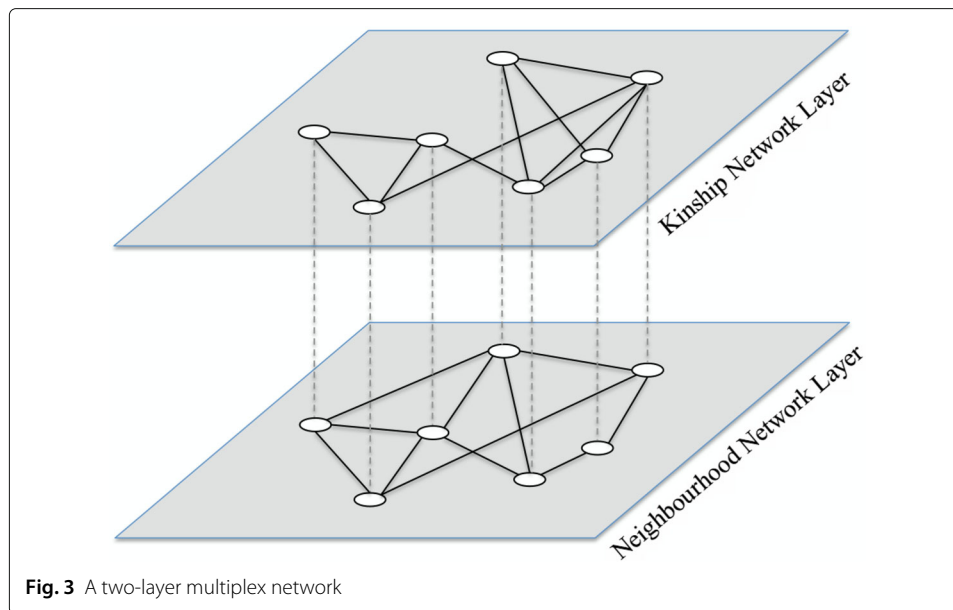 Kinship Network Layer
Neighbourhood Network Layer
Fig. 3 A two-layer multiplex network